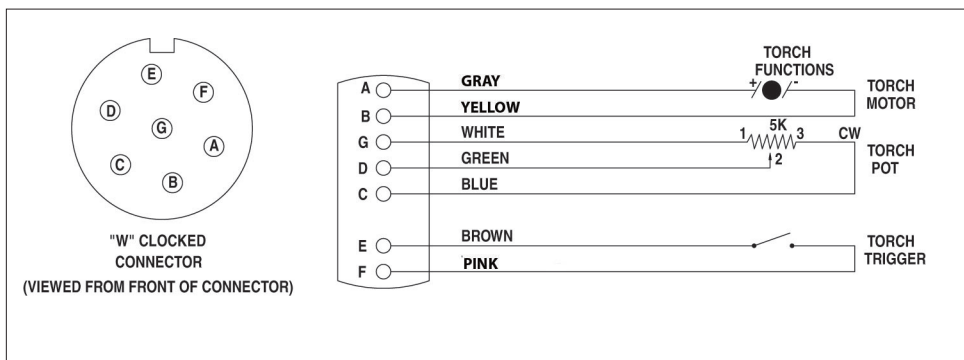 E
F
D
G
A
C
B
"W" CLOCKED
CONNECTOR
(VIEWED FROM FRONT OF CONNECTOR)
TORCH
FUNCTIONS
A GRAY + - TORCH
MOTOR
B YELLOW
G WHITE 1 5K 3 CW
TORCH
POT
D GREEN 2
C BLUE
E BROWN TORCH
TRIGGER
F PINK